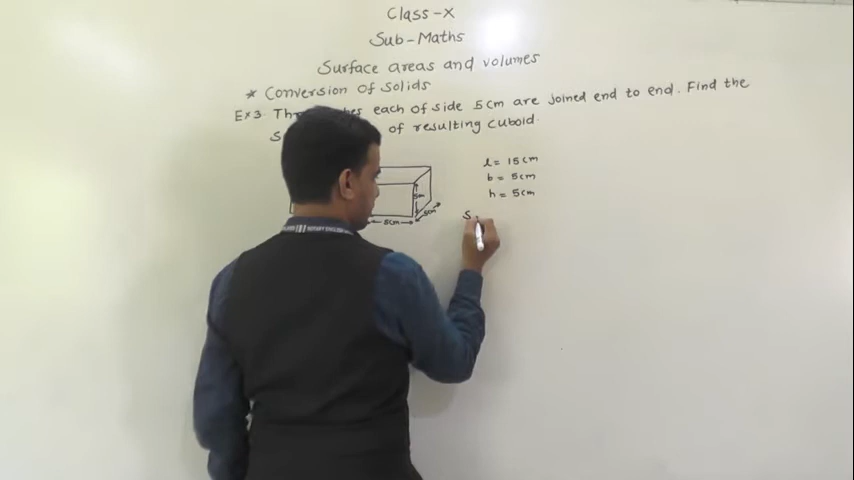 Class-X
Sub-Maths
Surface areas and volumes
* Conversion of solids
Ex3. each of side 5cm are joined end to end. Find the
of resulting cuboid.
l = 15cm
b = 5cm
h = 5cm
5cm
5cm
5cm
S.